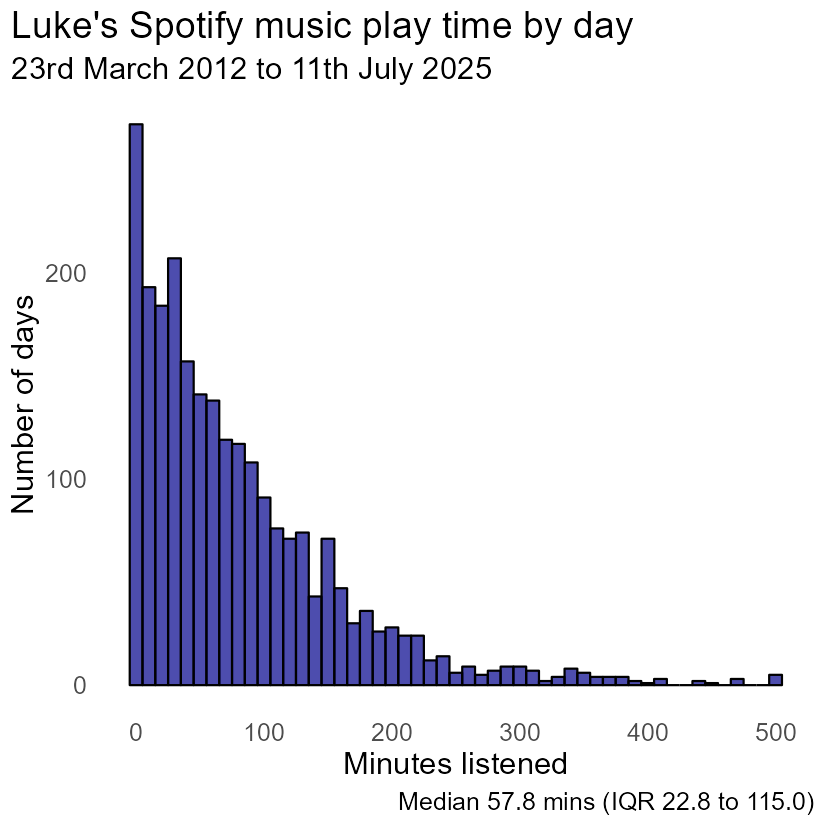 Luke's Spotify music play time by day
23rd March 2012 to 11th July 2025
Number of days
200
100
0
0 100 200 300 400 500
Minutes listened
Median 57.8 mins (IQR 22.8 to 115.0)